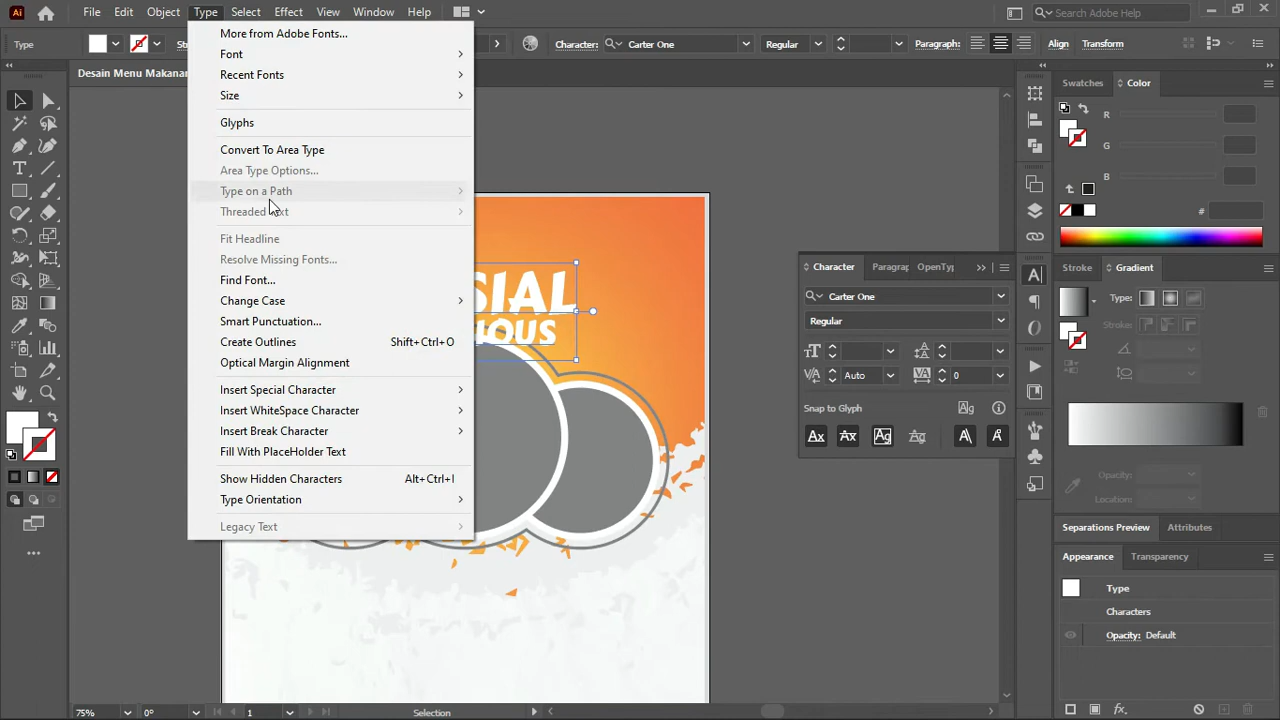 Ai File Edit Object Type Select Effect View Window Help Search Adobe Help
Type Character: Carter One Regular Paragraph: Align Transform
Desain Menu Makanan
More from Adobe Fonts...
Font
Recent Fonts
Size
Glyphs
Convert To Area Type
Area Type Options...
Type on a Path
Threaded Text
Fit Headline
Resolve Missing Fonts...
Find Font...
Change Case
Smart Punctuation...
Create Outlines Shift+Ctrl+O
Optical Margin Alignment
Insert Special Character
Insert WhiteSpace Character
Insert Break Character
Fill With PlaceHolder Text
Show Hidden Characters Alt+Ctrl+I
Type Orientation
Legacy Text
SIAL
IOUS
Character Paragrap OpenTy
Carter One
Regular
Auto 0
Snap to Glyph
Swatches Color
R
G
B
#
Stroke Gradient
Type:
Stroke:
Opacity:
Location:
Separations Preview Attributes
Appearance Transparency
Type
Characters
Opacity: Default
75% 0° 1 Selection